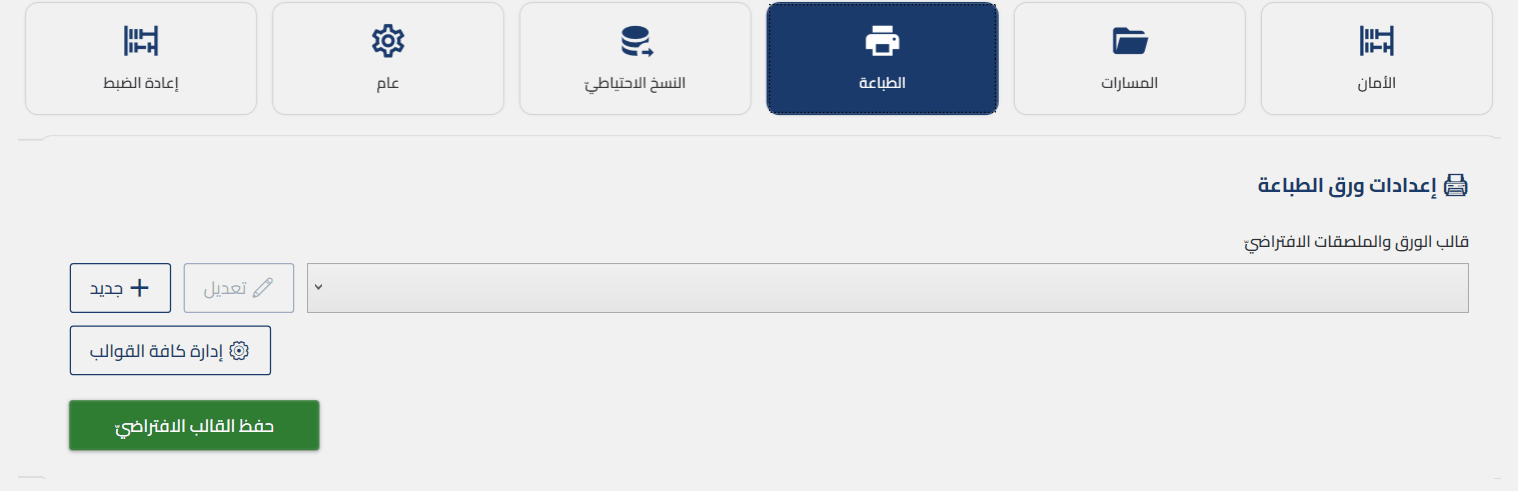 الأمان
المسارات
الطباعة
النسخ الاحتياطيّ
عام
إعادة الضبط
إعدادات ورق الطباعة
قالب الورق والملصقات الافتراضيّ
تعديل
جديد
إدارة كافة القوالب
حفظ القالب الافتراضيّ